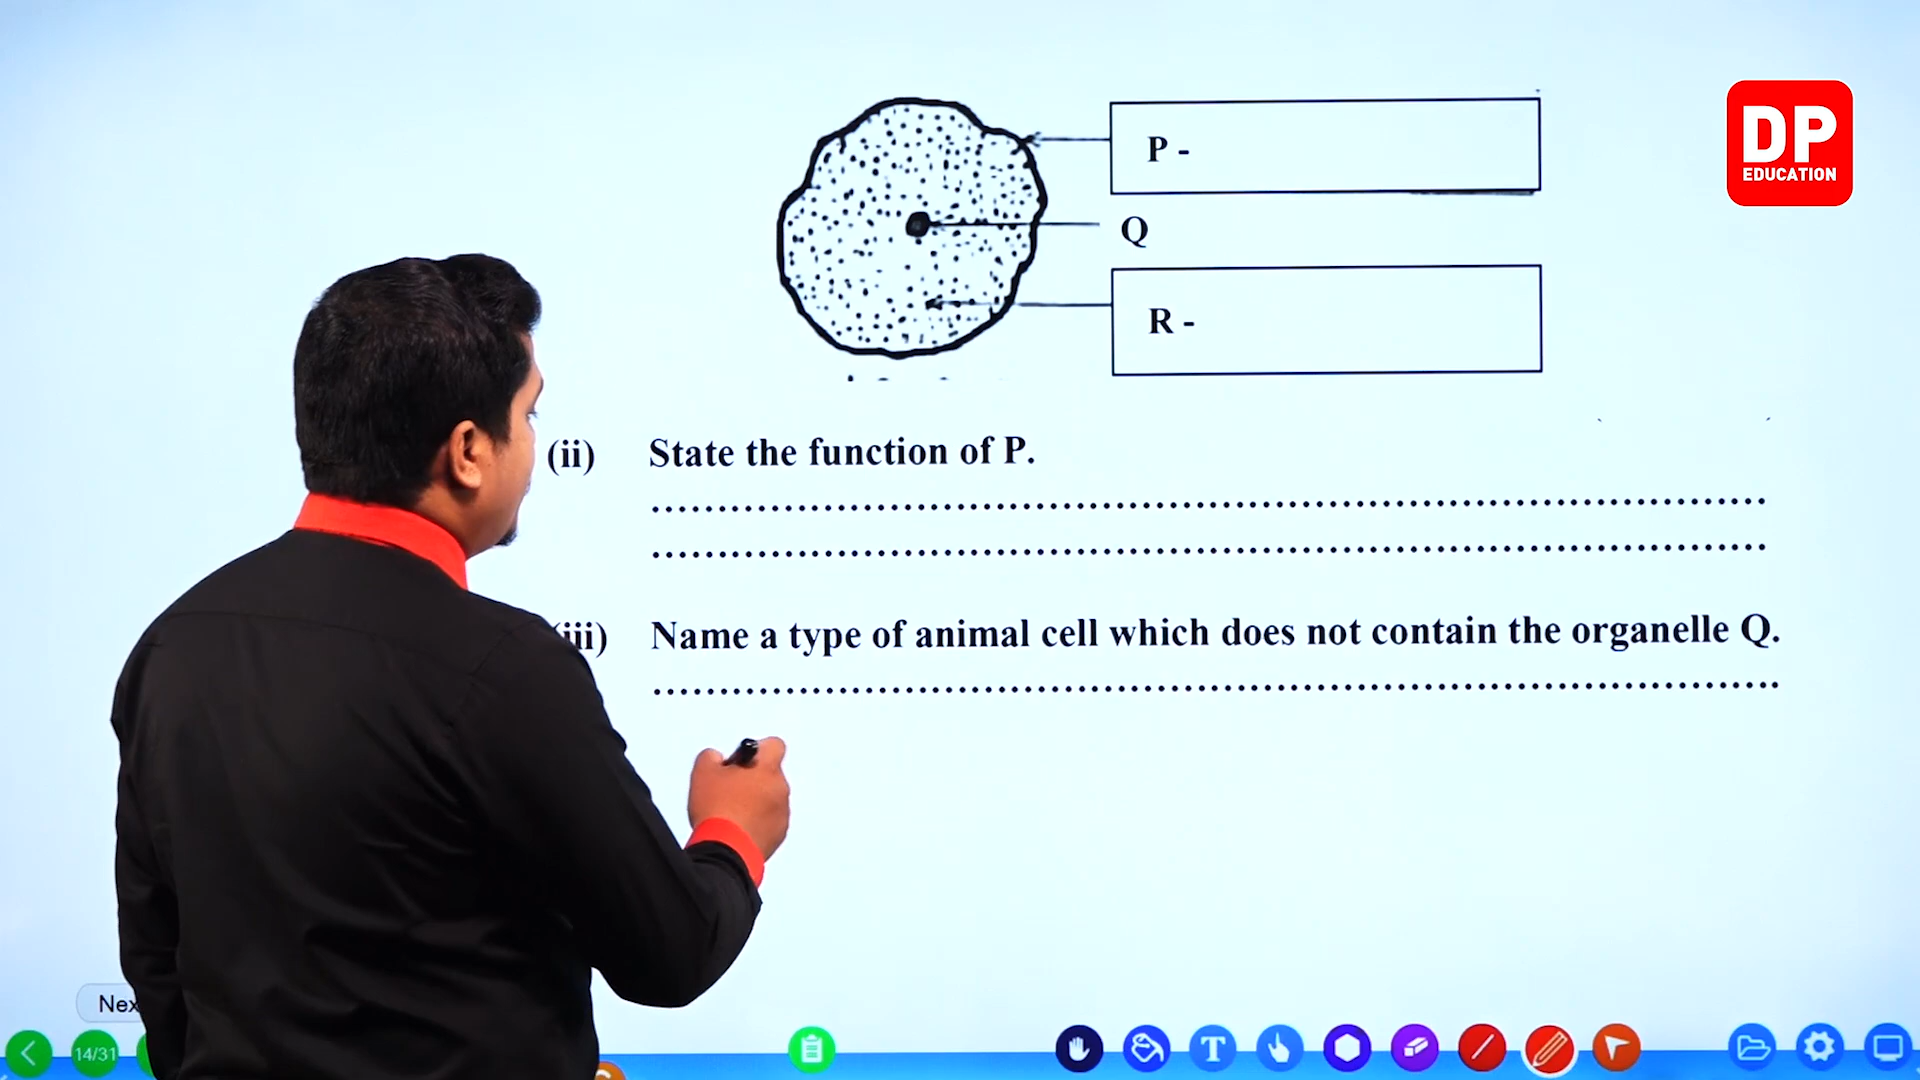 P -
DP
EDUCATION
Q
R -
(ii) State the function of P.
(iii) Name a type of animal cell which does not contain the organelle Q.
14/31
T